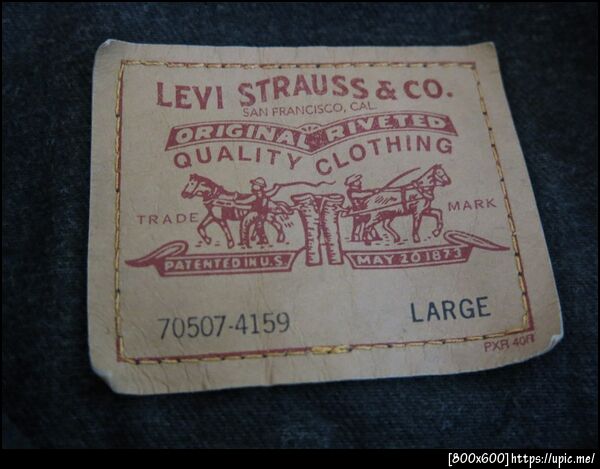 LEVI STRAUSS & CO.
SAN FRANCISCO, CAL.
ORIGINAL RIVETED
QUALITY CLOTHING
TRADE MARK
PATENTED IN U.S. MAY 20 1873
70507-4159 LARGE
PXR 40R
[800x600]https://upic.me/